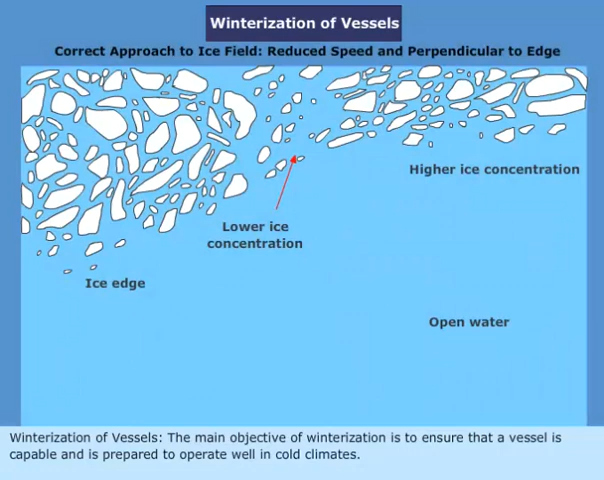 Winterization of Vessels
Correct Approach to Ice Field: Reduced Speed and Perpendicular to Edge
Higher ice concentration
Lower ice
concentration
Ice edge
Open water
Winterization of Vessels: The main objective of winterization is to ensure that a vessel is
capable and is prepared to operate well in cold climates.